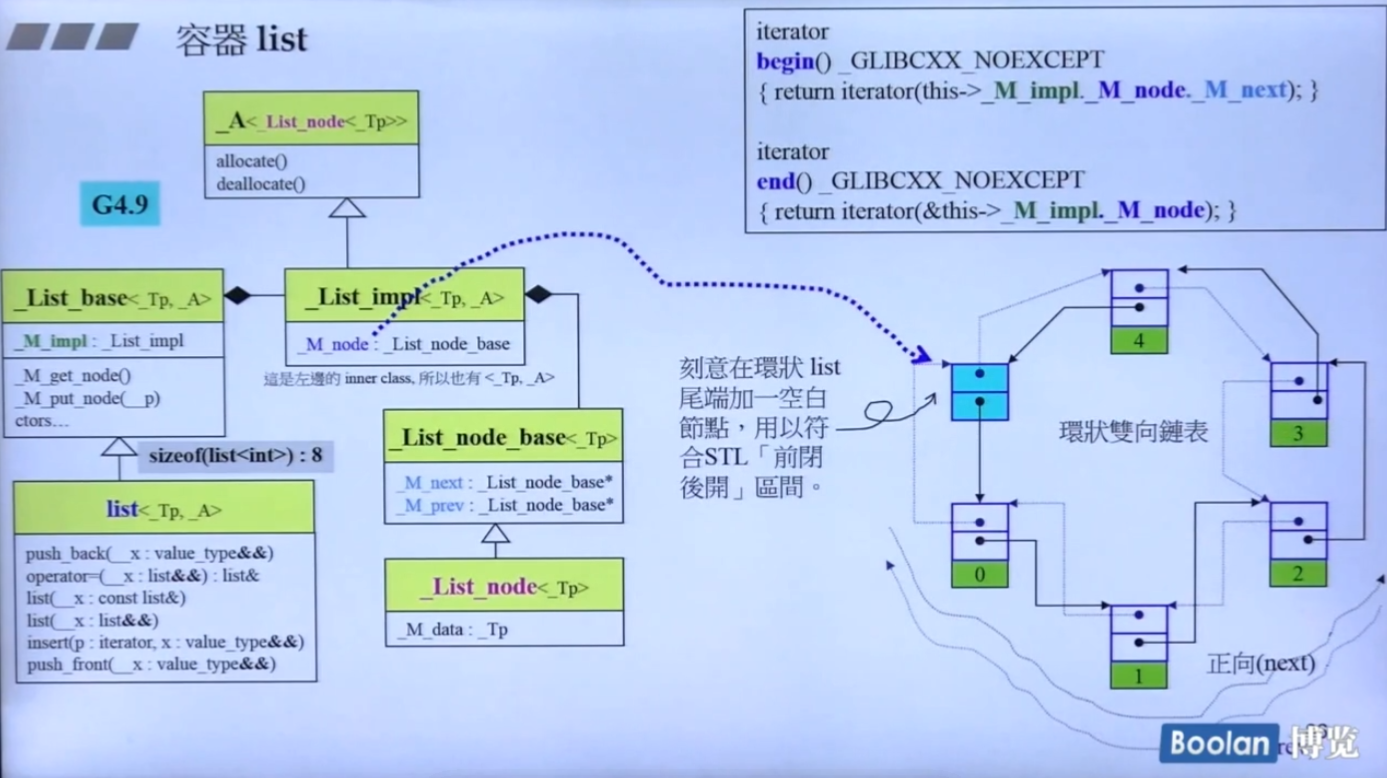 容器 list
iterator
begin() _GLIBCXX_NOEXCEPT
{ return iterator(this->_M_impl._M_node._M_next); }
iterator
end() _GLIBCXX_NOEXCEPT
{ return iterator(&this->_M_impl._M_node); }
_A<_List_node<_Tp>>
allocate()
deallocate()
G4.9
_List_base<_Tp, _A>
_M_impl : _List_impl
_M_get_node()
_M_put_node(__p)
ctors...
_List_impl<_Tp, _A>
_M_node : _List_node_base
這是左邊的 inner class, 所以也有 <_Tp, _A>
sizeof(list<int>) : 8
list<_Tp, _A>
push_back(__x : value_type&&)
operator=(__x : list&&) : list&
list(__x : const list&)
list(__x : list&&)
insert(p : iterator, x : value_type&&)
push_front(__x : value_type&&)
_List_node_base<_Tp>
_M_next : _List_node_base*
_M_prev : _List_node_base*
_List_node<_Tp>
_M_data : _Tp
刻意在環狀 list
尾端加一空白
節點，用以符
合STL「前閉
後開」區間。
環狀雙向鏈表
4
3
0
2
1
正向(next)
Boolan 博览